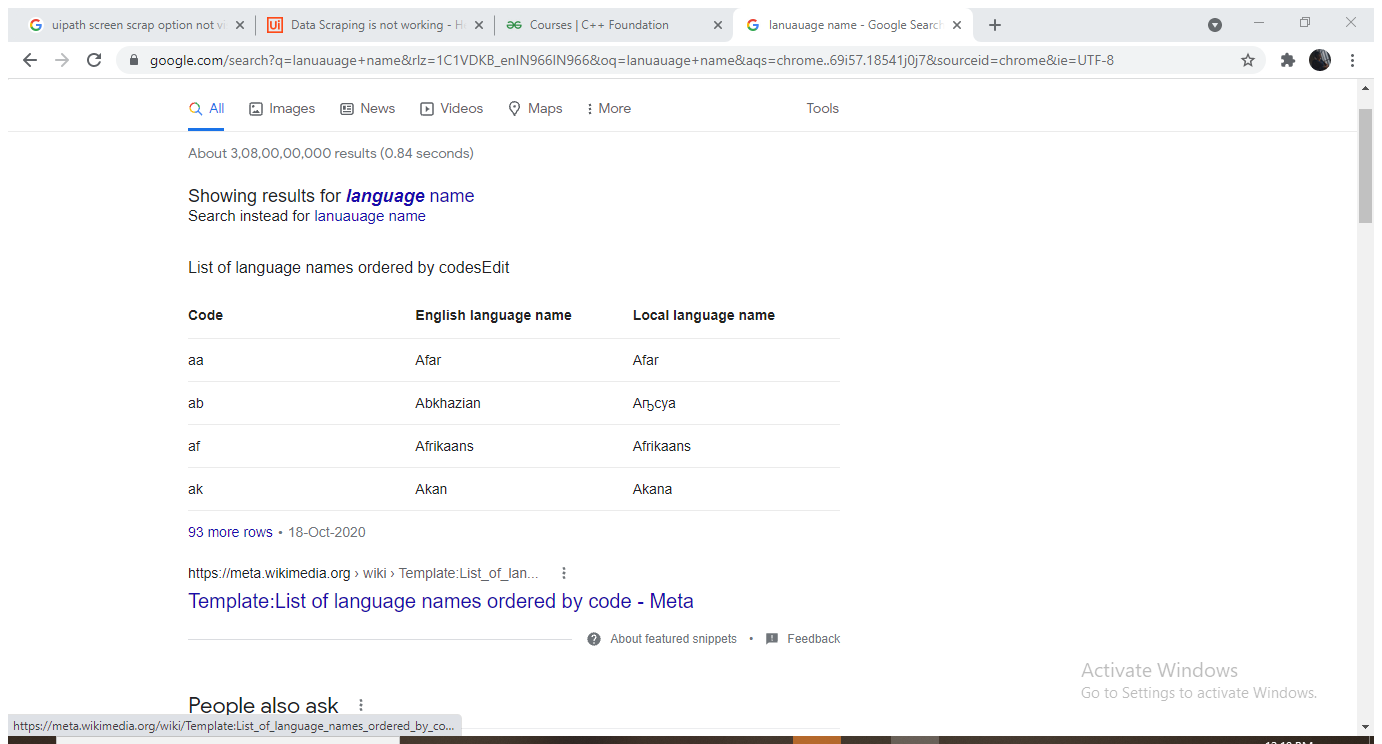 uipath screen scrap option not vi
Data Scraping is not working - H
Courses | C++ Foundation
lanuauage name - Google Search
google.com/search?q=lanuauage+name&rlz=1C1VDKB_enIN966IN966&oq=lanuauage+name&aqs=chrome..69i57.18541j0j7&sourceid=chrome&ie=UTF-8
All Images News Videos Maps More Tools
About 3,08,00,00,000 results (0.84 seconds)
Showing results for language name
Search instead for lanuauage name
List of language names ordered by codesEdit
Code English language name Local language name
aa Afar Afar
ab Abkhazian Аҧсуа
af Afrikaans Afrikaans
ak Akan Akana
93 more rows • 18-Oct-2020
https://meta.wikimedia.org › wiki › Template:List_of_lan...
Template:List of language names ordered by code - Meta
About featured snippets • Feedback
Activate Windows
Go to Settings to activate Windows.
People also ask
https://meta.wikimedia.org/wiki/Template:List_of_language_names_ordered_by_co...